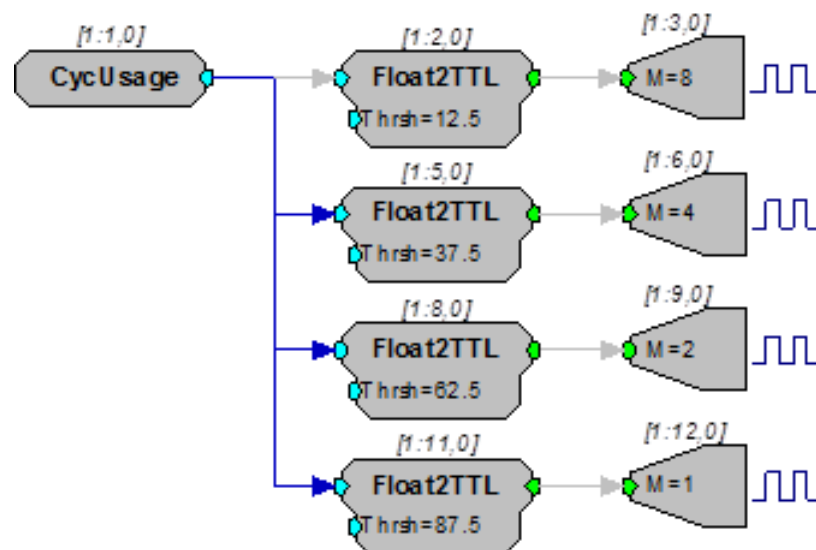 [1:1,0]
CycUsage
[1:2,0]
Float2TTL
Thrsh=12.5
[1:3,0]
M=8
[1:5,0]
Float2TTL
Thrsh=37.5
[1:6,0]
M=4
[1:8,0]
Float2TTL
Thrsh=62.5
[1:9,0]
M=2
[1:11,0]
Float2TTL
Thrsh=87.5
[1:12,0]
M=1